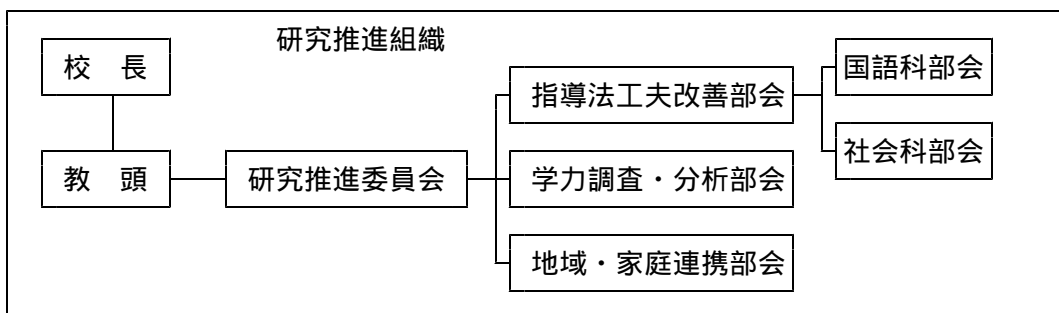 研究推進組織
校　長
教　頭
研究推進委員会
指導法工夫改善部会
学力調査・分析部会
地域・家庭連携部会
国語科部会
社会科部会